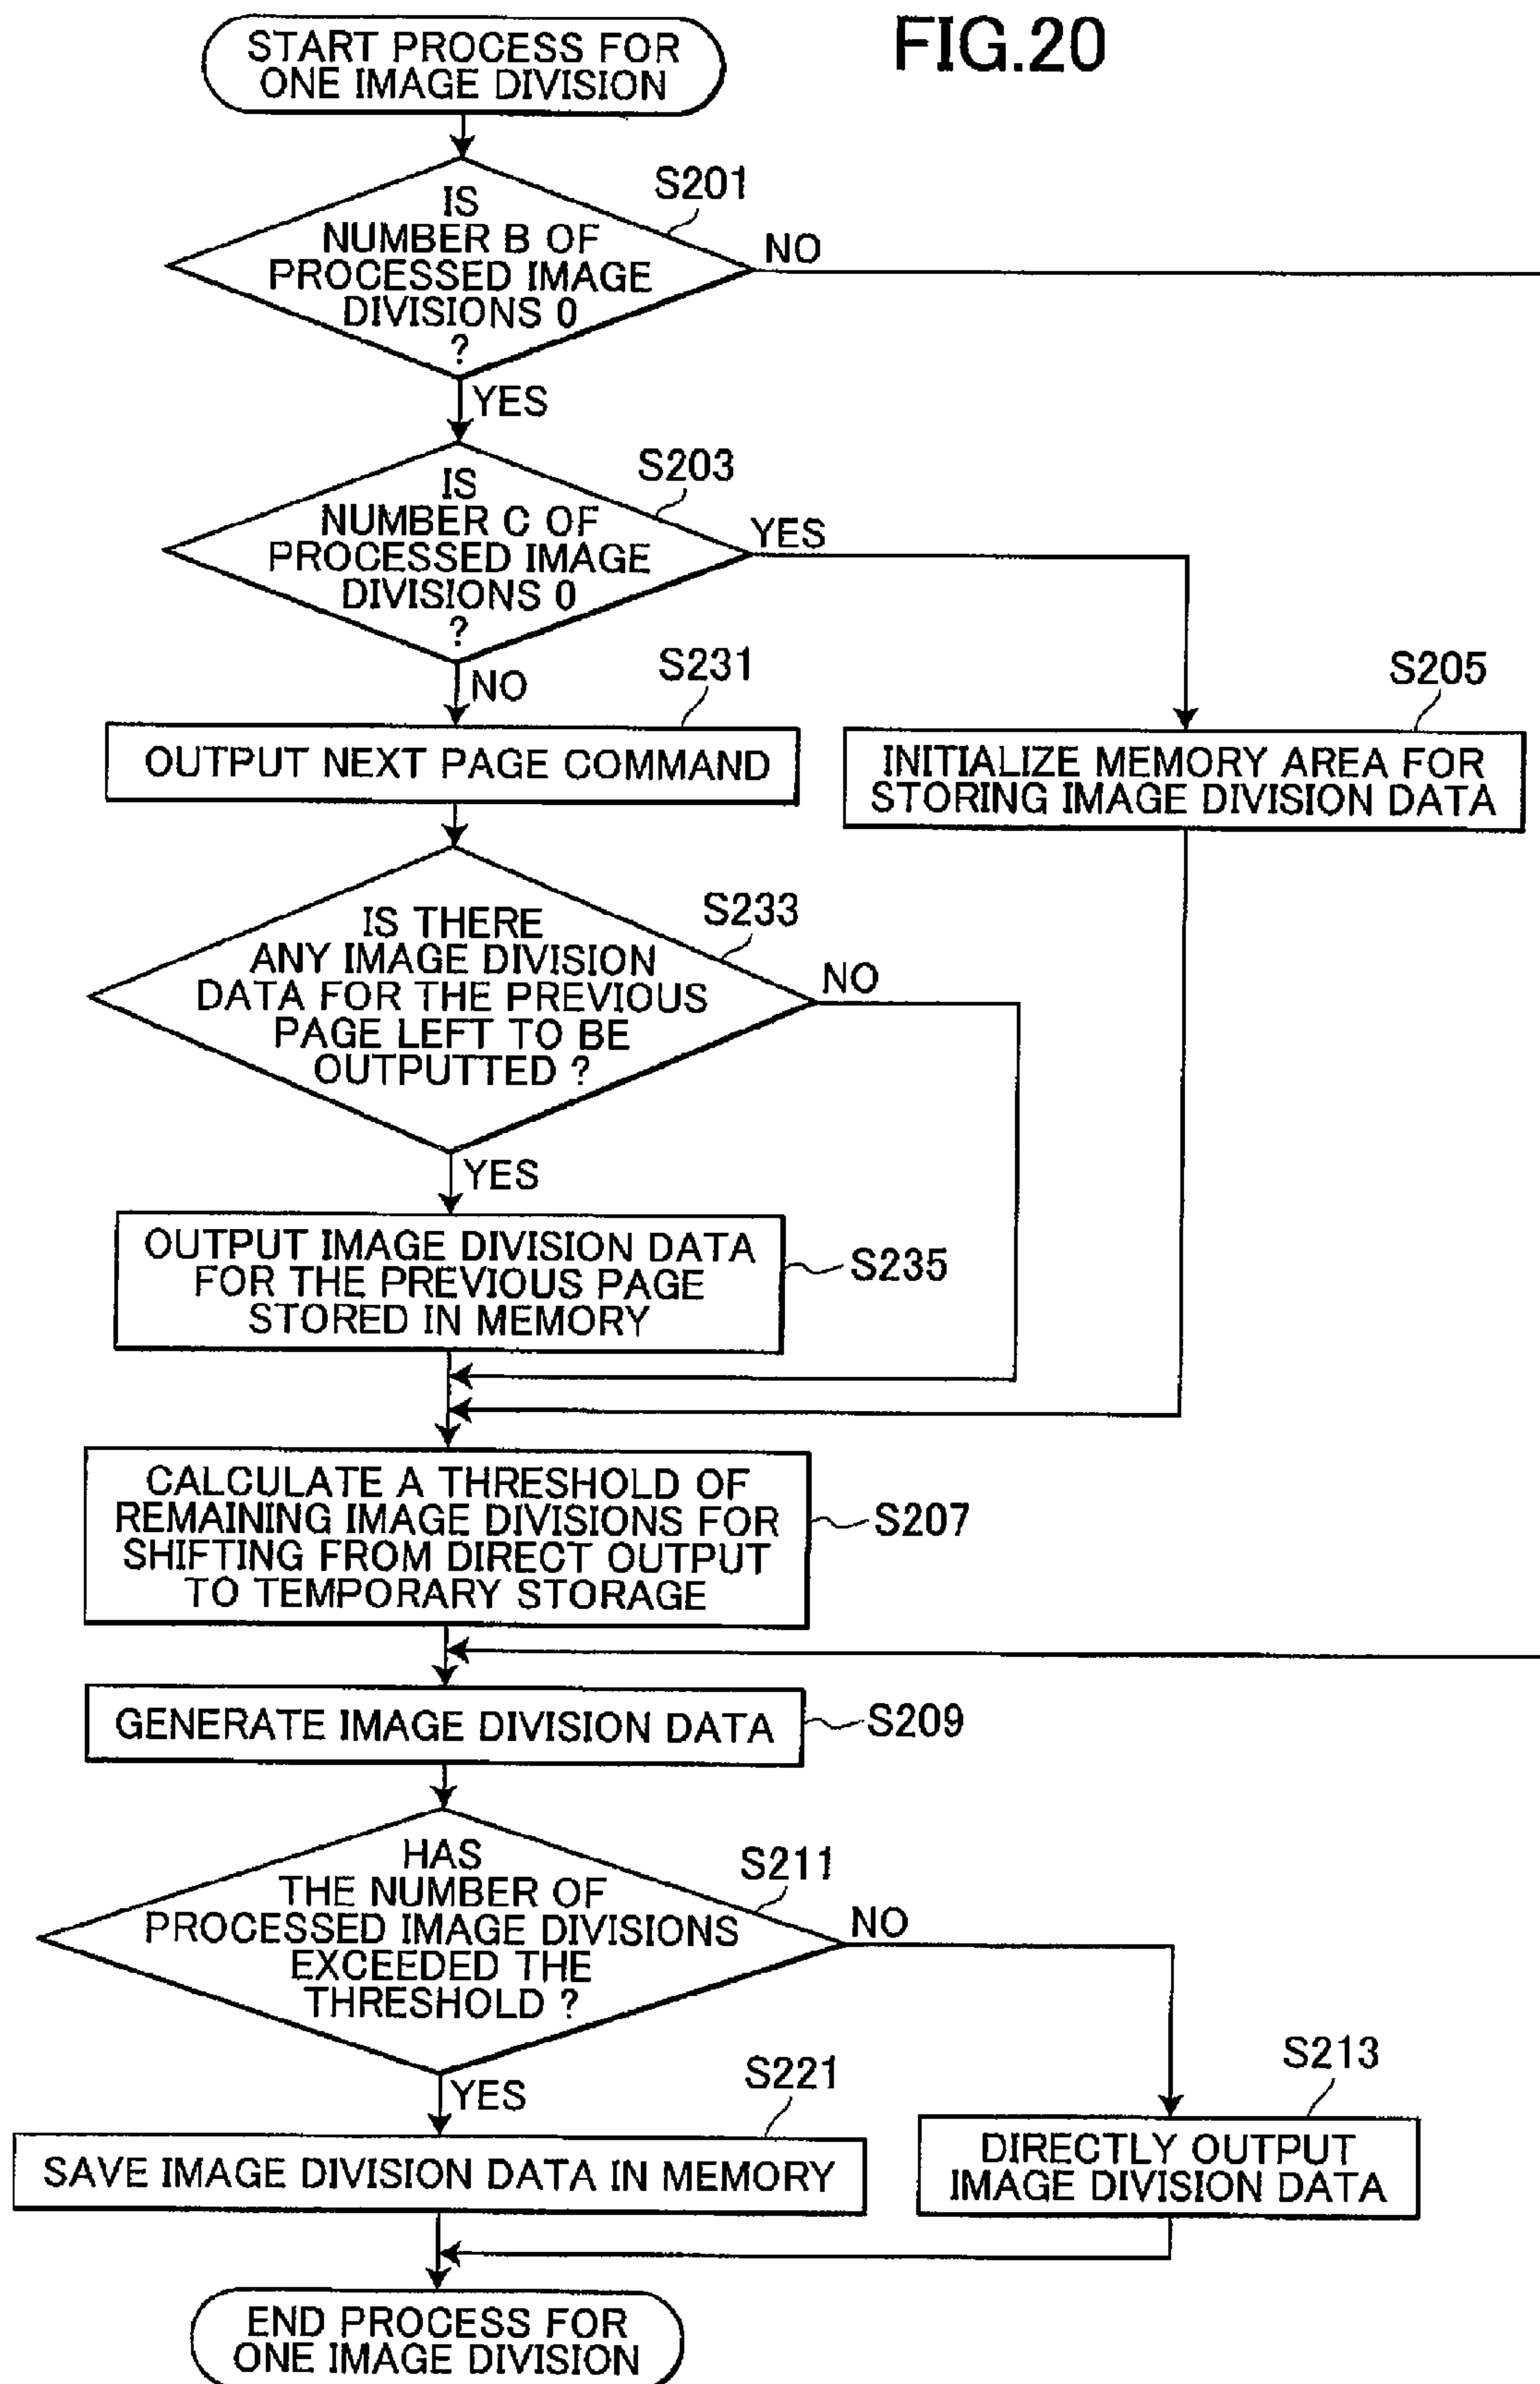 FIG.20
START PROCESS FOR
ONE IMAGE DIVISION
S201
IS
NUMBER B OF
PROCESSED IMAGE
DIVISIONS 0
?
NO
YES
S203
IS
NUMBER C OF
PROCESSED IMAGE
DIVISIONS 0
?
YES
NO
S231
OUTPUT NEXT PAGE COMMAND
S205
INITIALIZE MEMORY AREA FOR
STORING IMAGE DIVISION DATA
S233
IS THERE
ANY IMAGE DIVISION
DATA FOR THE PREVIOUS
PAGE LEFT TO BE
OUTPUTTED ?
NO
YES
OUTPUT IMAGE DIVISION DATA
FOR THE PREVIOUS PAGE
STORED IN MEMORY
S235
CALCULATE A THRESHOLD OF
REMAINING IMAGE DIVISIONS FOR
SHIFTING FROM DIRECT OUTPUT
TO TEMPORARY STORAGE
S207
GENERATE IMAGE DIVISION DATA
S209
HAS
THE NUMBER OF
PROCESSED IMAGE DIVISIONS
EXCEEDED THE
THRESHOLD ?
S211
NO
YES
S221
SAVE IMAGE DIVISION DATA IN MEMORY
S213
DIRECTLY OUTPUT
IMAGE DIVISION DATA
END PROCESS FOR
ONE IMAGE DIVISION